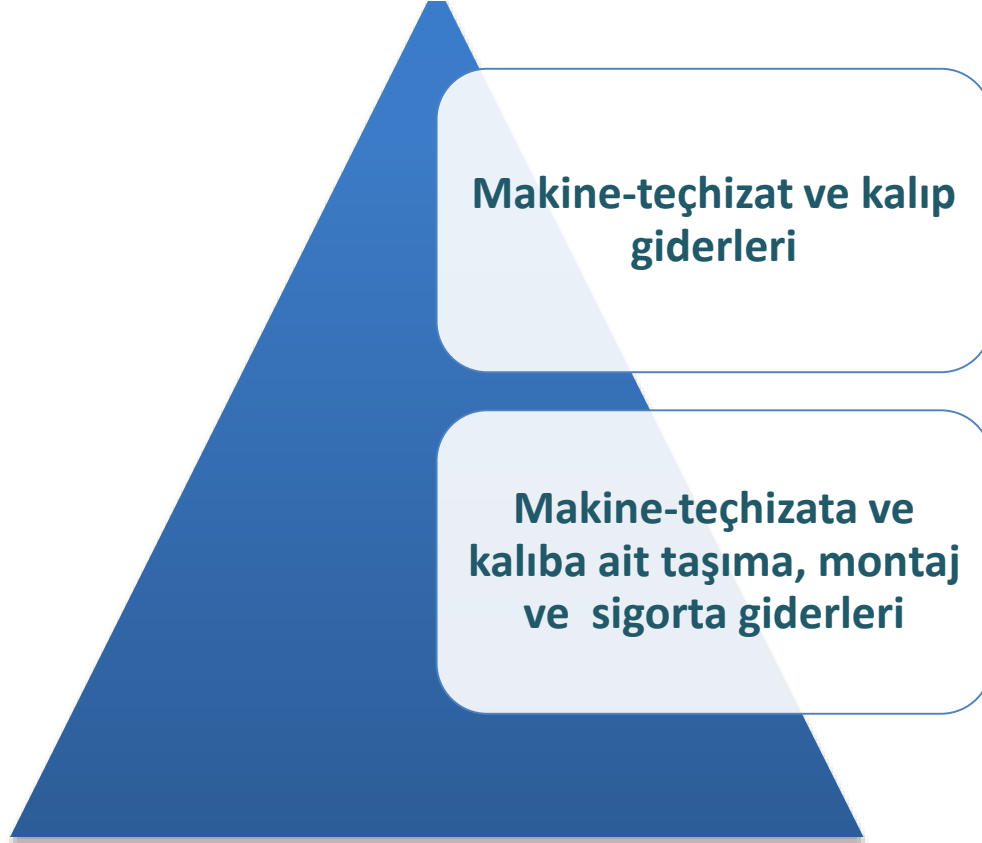 Makine-teçhizat ve kalıp
giderleri
Makine-teçhizata ve
kalıba ait taşıma, montaj
ve  sigorta giderleri